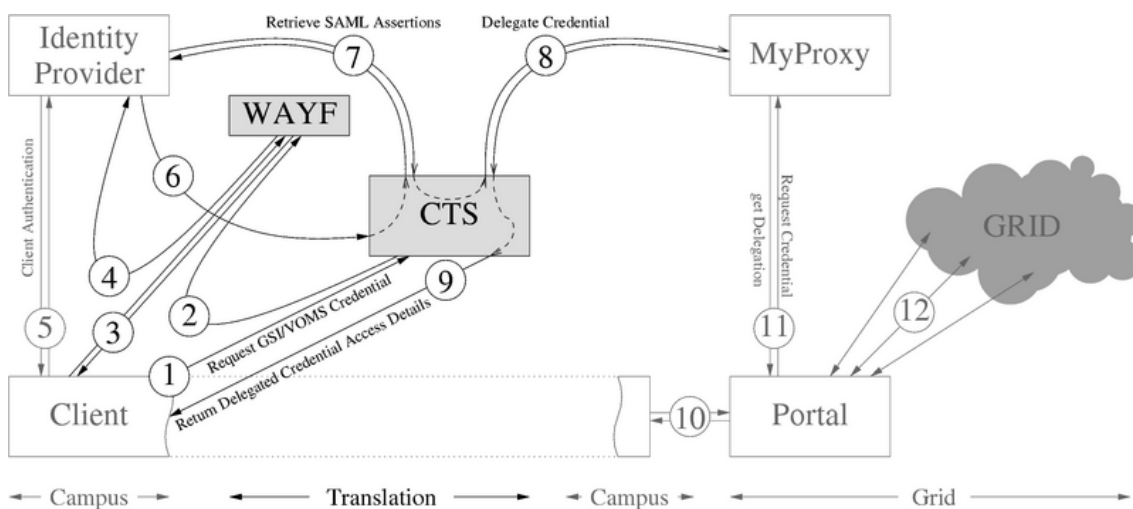 Retrieve SAML Assertions
Delegate Credential
Identity
Provider
7
8
MyProxy
WAYF
6
CTS
Client Authentication
Request Credential
get Delegation
GRID
4
9
2
3
5
Request GSI/VOMS Credential
11
12
1
Return Delegated Credential Access Details
Client
10
Portal
Campus
Translation
Campus
Grid